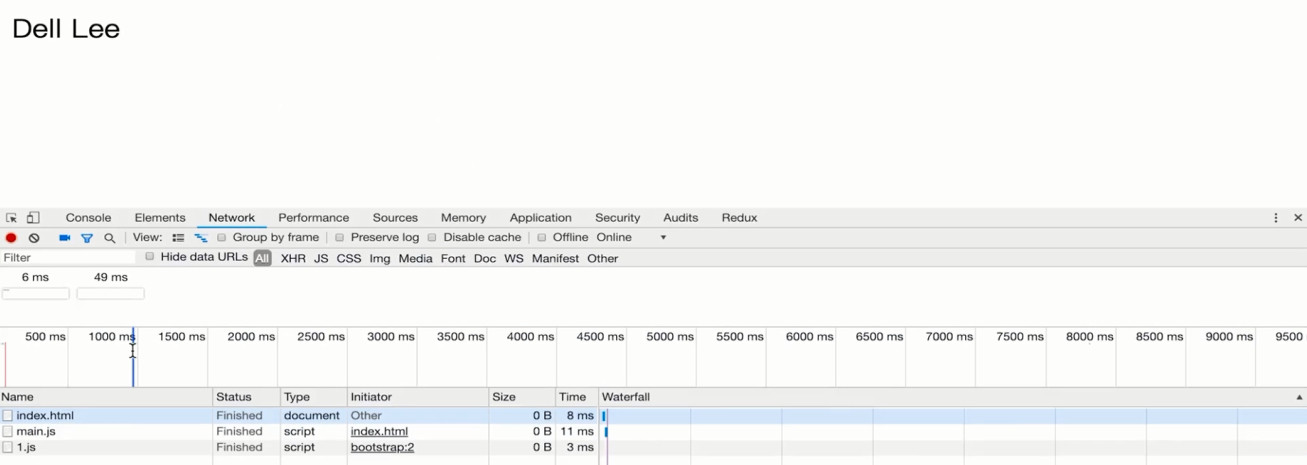 Dell Lee
Console Elements Network Performance Sources Memory Application Security Audits Redux
View: Group by frame Preserve log Disable cache Offline Online
Filter Hide data URLs All XHR JS CSS Img Media Font Doc WS Manifest Other
6 ms 49 ms
500 ms 1000 ms 1500 ms 2000 ms 2500 ms 3000 ms 3500 ms 4000 ms 4500 ms 5000 ms 5500 ms 6000 ms 6500 ms 7000 ms 7500 ms 8000 ms 8500 ms 9000 ms 9500
Name Status Type Initiator Size Time Waterfall
index.html Finished document Other 0 B 8 ms
main.js Finished script index.html 0 B 11 ms
1.js Finished script bootstrap:2 0 B 3 ms